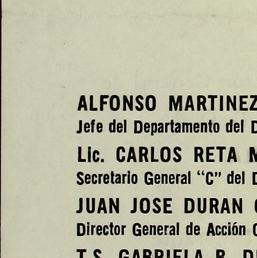 ALFONSO MARTINEZ
Jefe del Departamento del D
Lic. CARLOS RETA M
Secretario General "C" del D
JUAN JOSE DURAN
Director General de Acción
T.S. GABRIELA R.